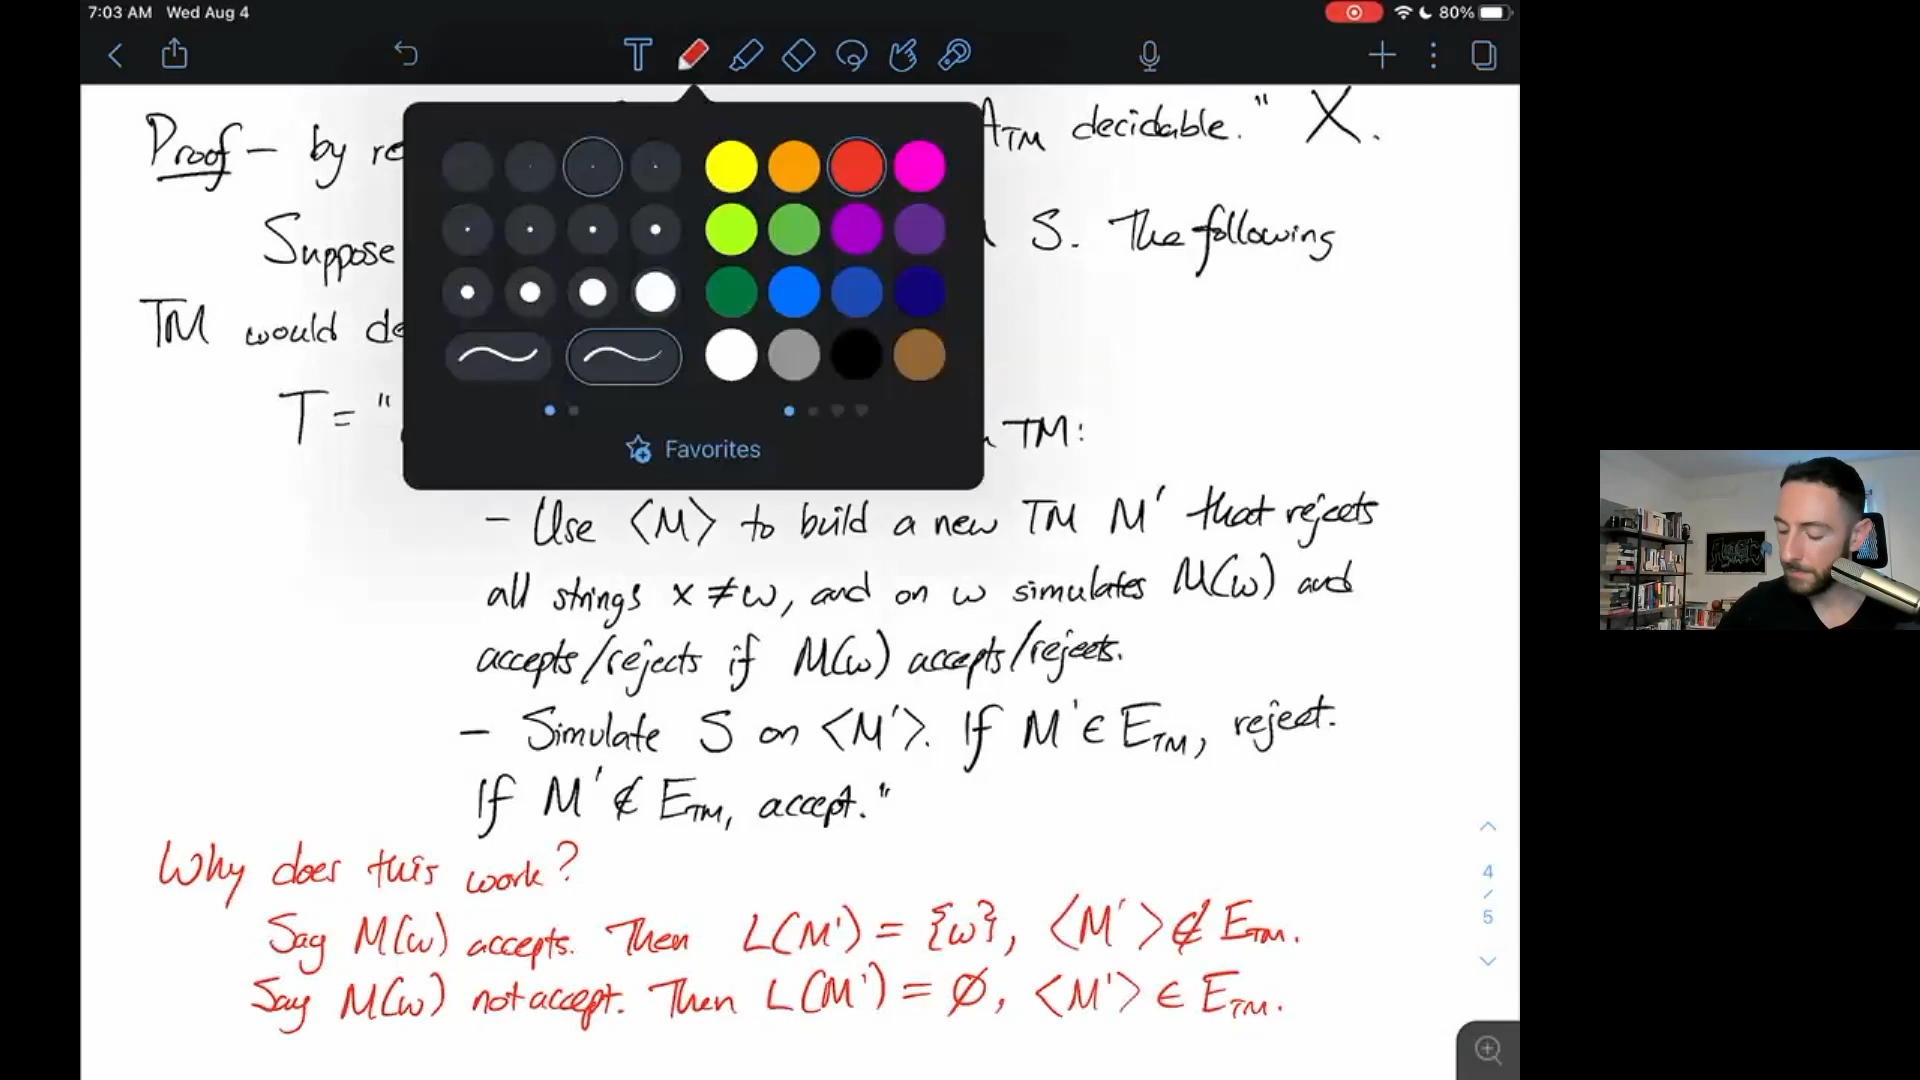 7:03 AM Wed Aug 4
80%
Proof - by re
ATM decidable." X.
Suppose
S. The following
TM would de
T = "
TM:
- Use ⟨M⟩ to build a new TM M' that rejects
all strings x ≠ w, and on w simulates M(w) and
accepts/rejects if M(w) accepts/rejects.
- Simulate S on ⟨M'⟩. If M' ∈ ETM, reject.
If M' ∉ ETM, accept."
Why does this work?
Say M(w) accepts. Then L(M') = {w}, ⟨M'⟩ ∉ ETM.
Say M(w) not accept. Then L(M') = ∅, ⟨M'⟩ ∈ ETM.
Favorites
4
/
5